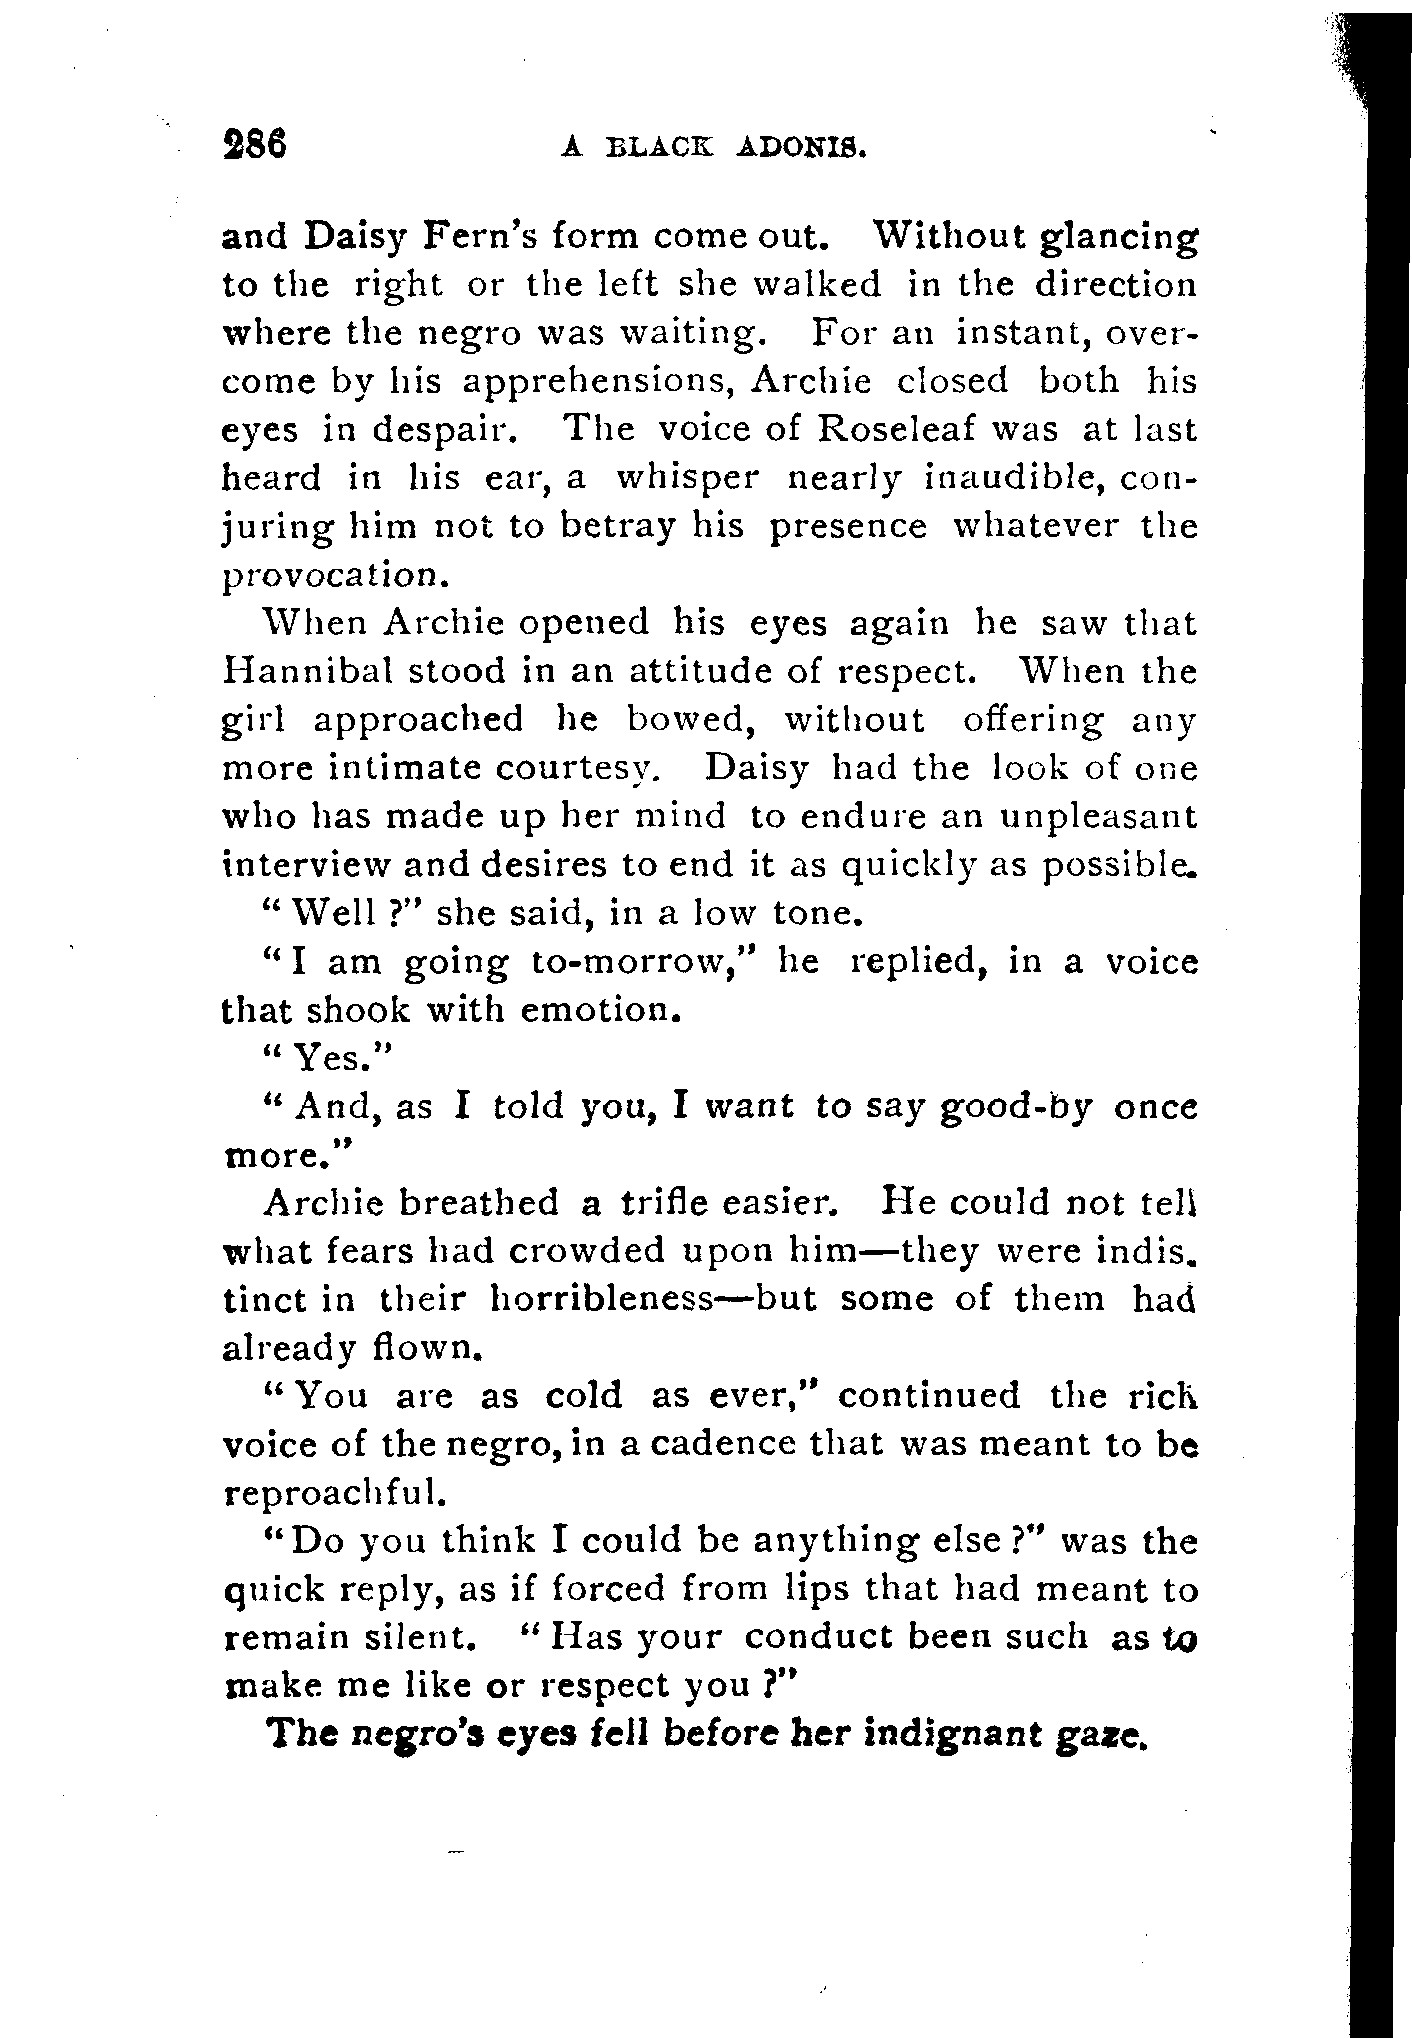 286 A BLACK ADONIS.
and Daisy Fern's form come out. Without glancing
to the right or the left she walked in the direction
where the negro was waiting. For an instant, over-
come by his apprehensions, Archie closed both his
eyes in despair. The voice of Roseleaf was at last
heard in his ear, a whisper nearly inaudible, con-
juring him not to betray his presence whatever the
provocation.
When Archie opened his eyes again he saw that
Hannibal stood in an attitude of respect. When the
girl approached he bowed, without offering any
more intimate courtesy. Daisy had the look of one
who has made up her mind to endure an unpleasant
interview and desires to end it as quickly as possible.
“ Well ?” she said, in a low tone.
“ I am going to-morrow,” he replied, in a voice
that shook with emotion.
“ Yes.”
“ And, as I told you, I want to say good-by once
more.”
Archie breathed a trifle easier. He could not tell
what fears had crowded upon him—they were indis.
tinct in their horribleness—but some of them had
already flown.
“ You are as cold as ever,” continued the rich
voice of the negro, in a cadence that was meant to be
reproachful.
“ Do you think I could be anything else ?” was the
quick reply, as if forced from lips that had meant to
remain silent. “ Has your conduct been such as to
make me like or respect you ?”
The negro's eyes fell before her indignant gaze.